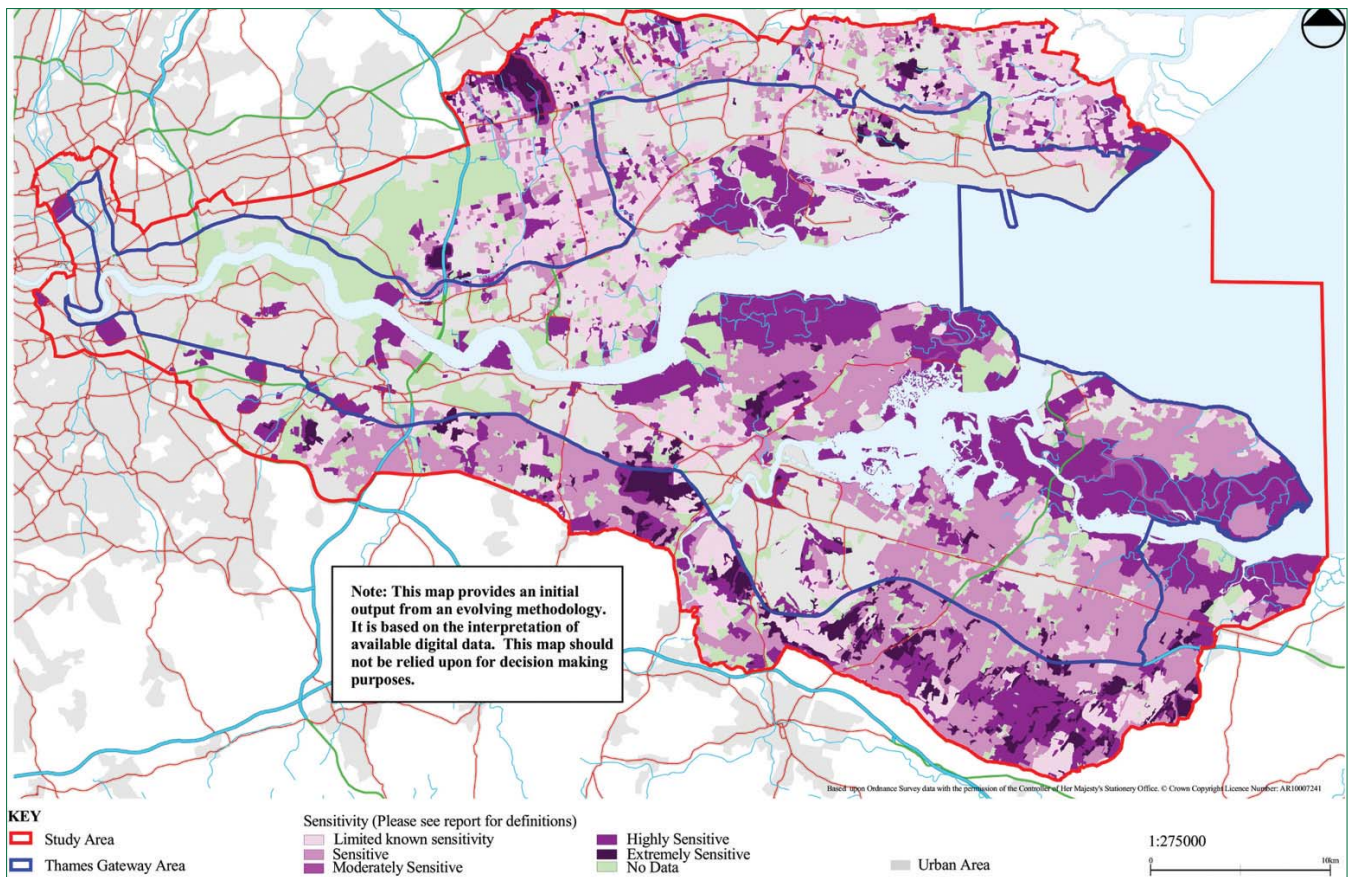 Note: This map provides an initial
output from an evolving methodology.
It is based on the interpretation of
available digital data.  This map should
not be relied upon for decision making
purposes.
Based upon Ordnance Survey data with the permission of the Controller of Her Majesty's Stationery Office. © Crown Copyright Licence Number: AR10007241
KEY
Study Area
Thames Gateway Area
Sensitivity (Please see report for definitions)
Limited known sensitivity
Sensitive
Moderately Sensitive
Highly Sensitive
Extremely Sensitive
No Data
Urban Area
1:275000
0 10km